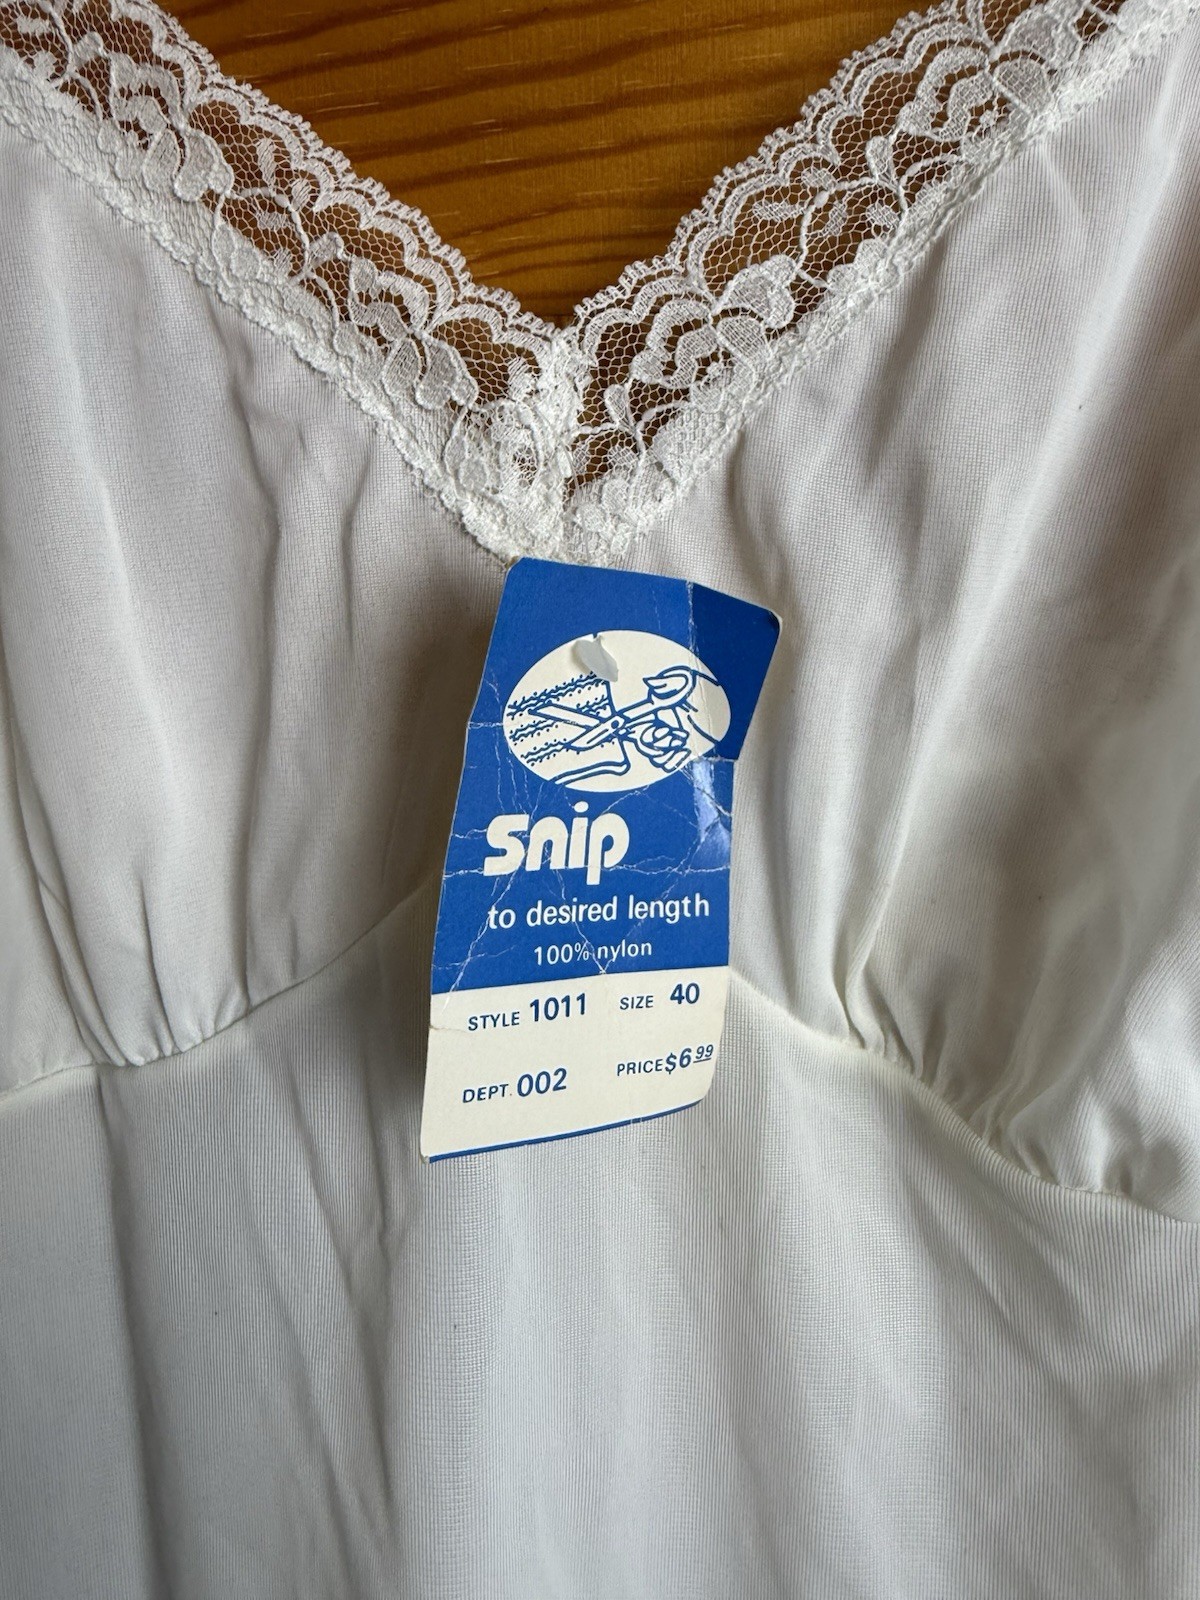 snip
to desired length
100% nylon
STYLE 1011 SIZE 40
DEPT. 002 PRICE $6.99